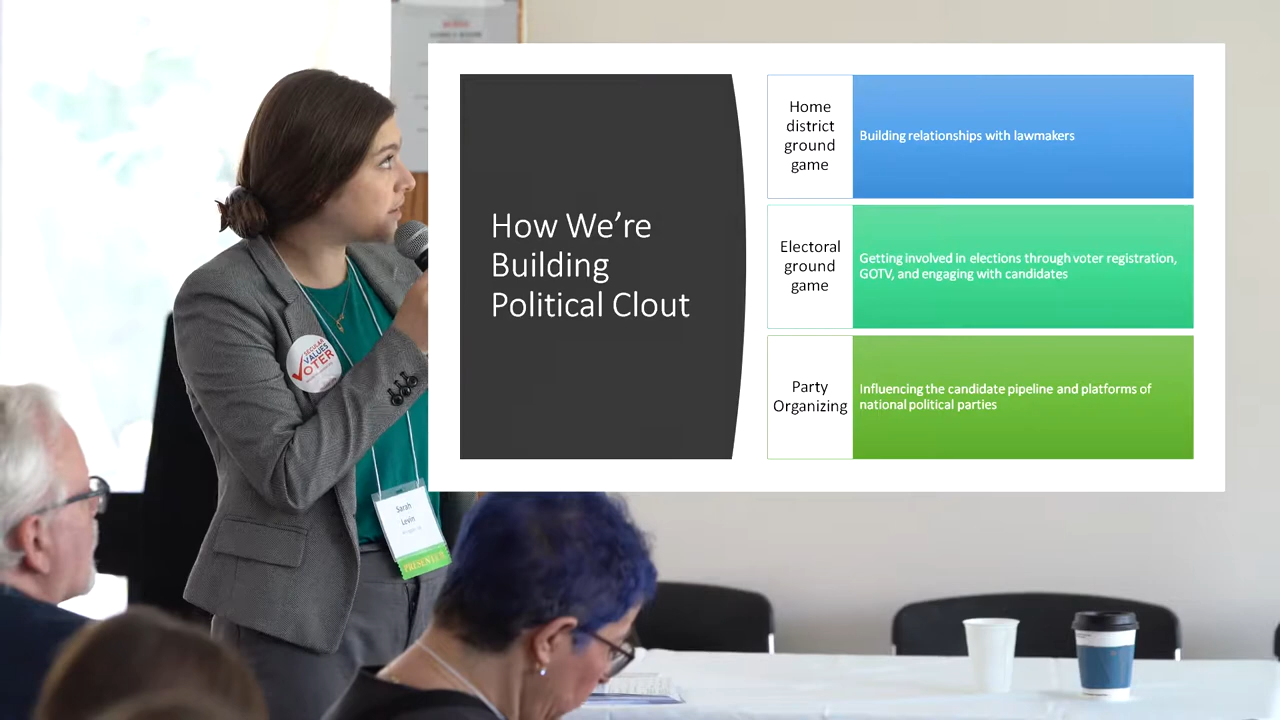 How We're
Building
Political Clout
Home
district
ground
game
Building relationships with lawmakers
Electoral
ground
game
Getting involved in elections through voter registration,
GOTV, and engaging with candidates
Party
Organizing
Influencing the candidate pipeline and platforms of
national political parties
SECULAR
VALUES
VOTER
Sarah
Levin
PRESENTER